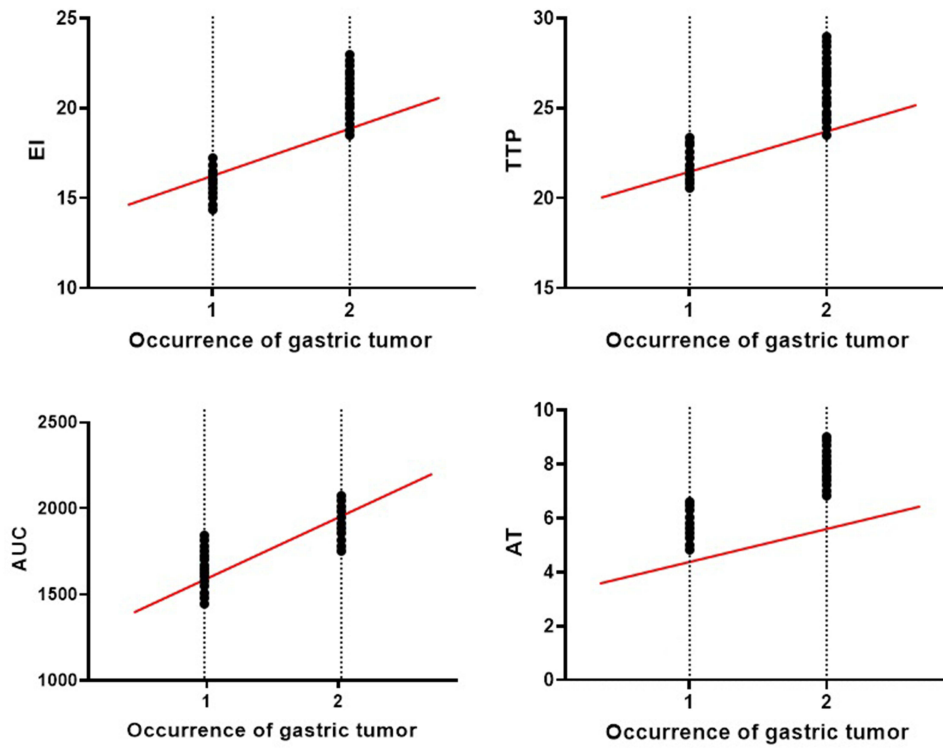 25
20
15
10
EI
1 2
Occurrence of gastric tumor
30
25
20
15
TTP
1 2
Occurrence of gastric tumor
2500
2000
1500
1000
AUC
1 2
Occurrence of gastric tumor
10
8
6
4
2
0
AT
1 2
Occurrence of gastric tumor